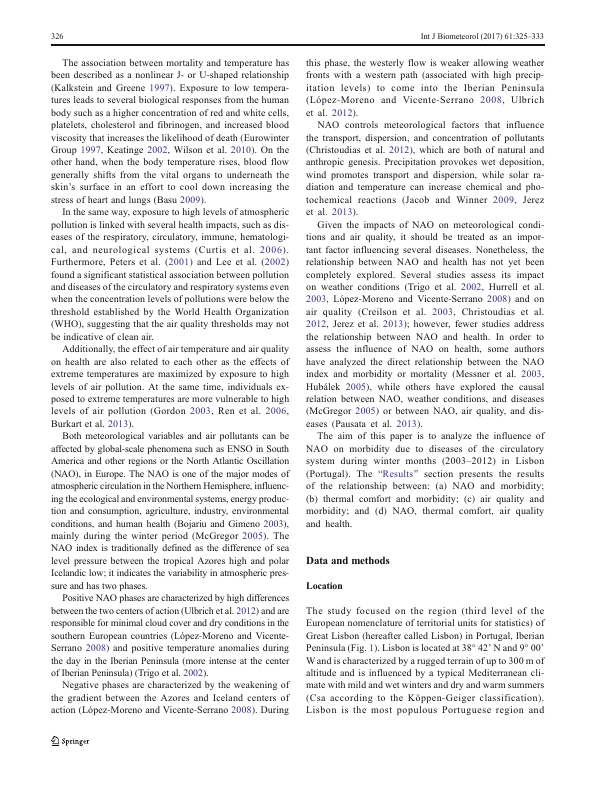 326
Int J Biometeorol (2017) 61:325–333
The association between mortality and temperature has
been described as a nonlinear J- or U-shaped relationship
(Kalkstein and Greene 1997). Exposure to low tempera-
tures leads to several biological responses from the human
body such as a higher concentration of red and white cells,
platelets, cholesterol and fibrinogen, and increased blood
viscosity that increases the likelihood of death (Eurowinter
Group 1997, Keatinge 2002, Wilson et al. 2010). On the
other hand, when the body temperature rises, blood flow
generally shifts from the vital organs to underneath the
skin's surface in an effort to cool down increasing the
stress of heart and lungs (Basu 2009).
In the same way, exposure to high levels of atmospheric
pollution is linked with several health impacts, such as dis-
eases of the respiratory, circulatory, immune, hematologi-
cal, and neurological systems (Curtis et al. 2006).
Furthermore, Peters et al. (2001) and Lee et al. (2002)
found a significant statistical association between pollution
and diseases of the circulatory and respiratory systems even
when the concentration levels of pollutions were below the
threshold established by the World Health Organization
(WHO), suggesting that the air quality thresholds may not
be indicative of clean air.
Additionally, the effect of air temperature and air quality
on health are also related to each other as the effects of
extreme temperatures are maximized by exposure to high
levels of air pollution. At the same time, individuals ex-
posed to extreme temperatures are more vulnerable to high
levels of air pollution (Gordon 2003, Ren et al. 2006,
Burkart et al. 2013).
Both meteorological variables and air pollutants can be
affected by global-scale phenomena such as ENSO in South
America and other regions or the North Atlantic Oscillation
(NAO), in Europe. The NAO is one of the major modes of
atmospheric circulation in the Northern Hemisphere, influenc-
ing the ecological and environmental systems, energy produc-
tion and consumption, agriculture, industry, environmental
conditions, and human health (Bojariu and Gimeno 2003),
mainly during the winter period (McGregor 2005). The
NAO index is traditionally defined as the difference of sea
level pressure between the tropical Azores high and polar
Icelandic low; it indicates the variability in atmospheric pres-
sure and has two phases.
Positive NAO phases are characterized by high differences
between the two centers of action (Ulbrich et al. 2012) and are
responsible for minimal cloud cover and dry conditions in the
southern European countries (López-Moreno and Vicente-
Serrano 2008) and positive temperature anomalies during
the day in the Iberian Peninsula (more intense at the center
of Iberian Peninsula) (Trigo et al. 2002).
Negative phases are characterized by the weakening of
the gradient between the Azores and Iceland centers of
action (López-Moreno and Vicente-Serrano 2008). During
this phase, the westerly flow is weaker allowing weather
fronts with a western path (associated with high precip-
itation levels) to come into the Iberian Peninsula
(López-Moreno and Vicente-Serrano 2008, Ulbrich
et al. 2012).
NAO controls meteorological factors that influence
the transport, dispersion, and concentration of pollutants
(Christoudias et al. 2012), which are both of natural and
anthropic genesis. Precipitation provokes wet deposition,
wind promotes transport and dispersion, while solar ra-
diation and temperature can increase chemical and pho-
tochemical reactions (Jacob and Winner 2009, Jerez
et al. 2013).
Given the impacts of NAO on meteorological condi-
tions and air quality, it should be treated as an impor-
tant factor influencing several diseases. Nonetheless, the
relationship between NAO and health has not yet been
completely explored. Several studies assess its impact
on weather conditions (Trigo et al. 2002, Hurrell et al.
2003, López-Moreno and Vicente-Serrano 2008) and on
air quality (Creilson et al. 2003, Christoudias et al.
2012, Jerez et al. 2013); however, fewer studies address
the relationship between NAO and health. In order to
assess the influence of NAO on health, some authors
have analyzed the direct relationship between the NAO
index and morbidity or mortality (Messner et al. 2003,
Hubálek 2005), while others have explored the causal
relation between NAO, weather conditions, and diseases
(McGregor 2005) or between NAO, air quality, and dis-
eases (Pausata et al. 2013).
The aim of this paper is to analyze the influence of
NAO on morbidity due to diseases of the circulatory
system during winter months (2003–2012) in Lisbon
(Portugal). The "Results" section presents the results
of the relationship between: (a) NAO and morbidity;
(b) thermal comfort and morbidity; (c) air quality and
morbidity; and (d) NAO, thermal comfort, air quality
and health.
Data and methods
Location
The study focused on the region (third level of the
European nomenclature of territorial units for statistics) of
Great Lisbon (hereafter called Lisbon) in Portugal, Iberian
Peninsula (Fig. 1). Lisbon is located at 38° 42' N and 9° 00'
W and is characterized by a rugged terrain of up to 300 m of
altitude and is influenced by a typical Mediterranean cli-
mate with mild and wet winters and dry and warm summers
(Csa according to the Köppen-Geiger classification).
Lisbon is the most populous Portuguese region and
Springer